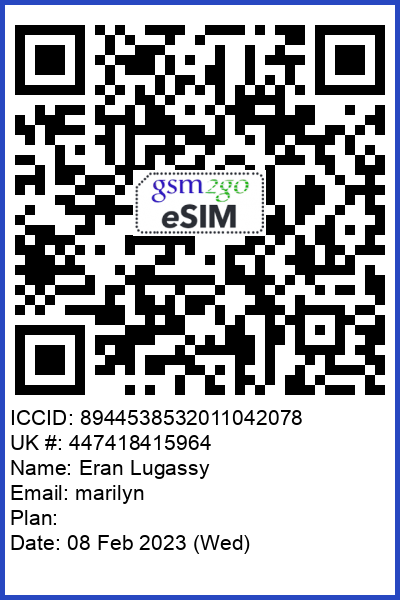 gsm2go
eSIM
ICCID: 8944538532011042078
UK #: 447418415964
Name: Eran Lugassy
Email: marilyn
Plan:
Date: 08 Feb 2023 (Wed)